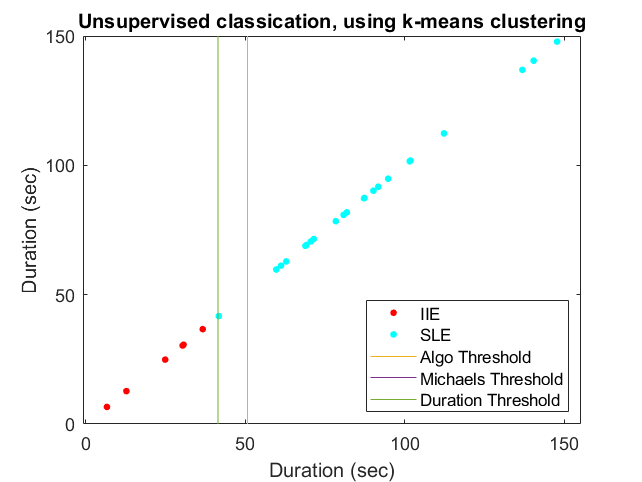 Unsupervised classication, using k-means clustering
150
100
50
0
Duration (sec)
IIE
SLE
Algo Threshold
Michaels Threshold
Duration Threshold
0
50
100
150
Duration (sec)